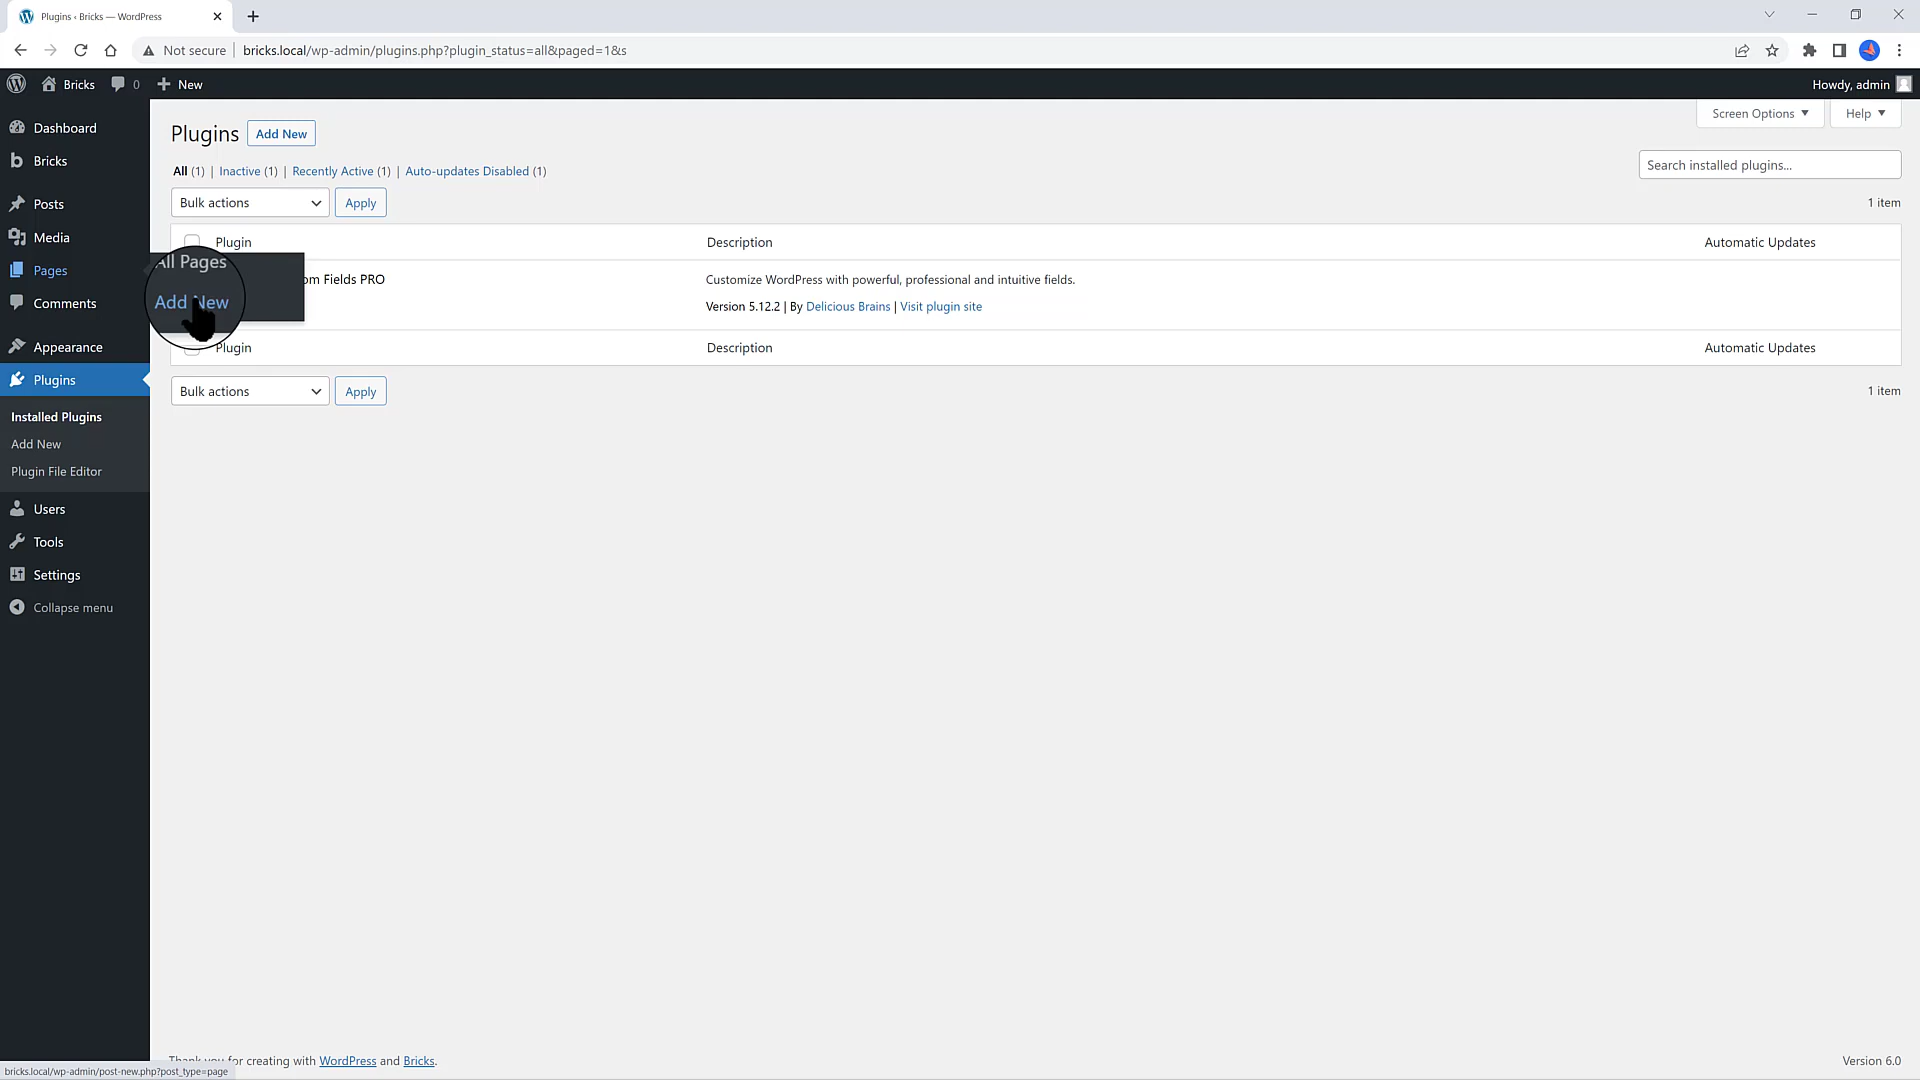 Plugins ‹ Bricks — WordPress
Not secure
bricks.local/wp-admin/plugins.php?plugin_status=all&paged=1&s
Bricks
0
New
Howdy, admin
Dashboard
Bricks
Posts
Media
Pages
Comments
Appearance
Plugins
Installed Plugins
Add New
Plugin File Editor
Users
Tools
Settings
Collapse menu
All Pages
Add New
Screen Options ▼
Help ▼
Plugins
Add New
All (1) | Inactive (1) | Recently Active (1) | Auto-updates Disabled (1)
Search installed plugins...
Bulk actions
Apply
1 item
Plugin
Description
Automatic Updates
Fields PRO
Customize WordPress with powerful, professional and intuitive fields.
Version 5.12.2 | By Delicious Brains | Visit plugin site
Plugin
Description
Automatic Updates
Bulk actions
Apply
1 item
Thank you for creating with WordPress and Bricks.
Version 6.0
bricks.local/wp-admin/post-new.php?post_type=page